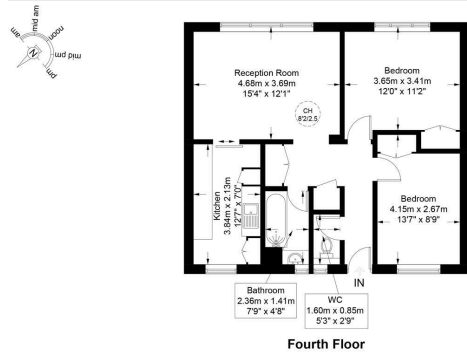 am
mid am
noon
mid pm
pm
N
Reception Room
4.68m x 3.69m
15'4" x 12'1"
CH
8'2/2.5
Bedroom
3.65m x 3.41m
12'0" x 11'2"
Kitchen
3.84m x 2.13m
12'7" x 7'0"
Bedroom
4.15m x 2.67m
13'7" x 8'9"
Bathroom
2.36m x 1.41m
7'9" x 4'8"
WC
1.60m x 0.85m
5'3" x 2'9"
IN
Fourth Floor